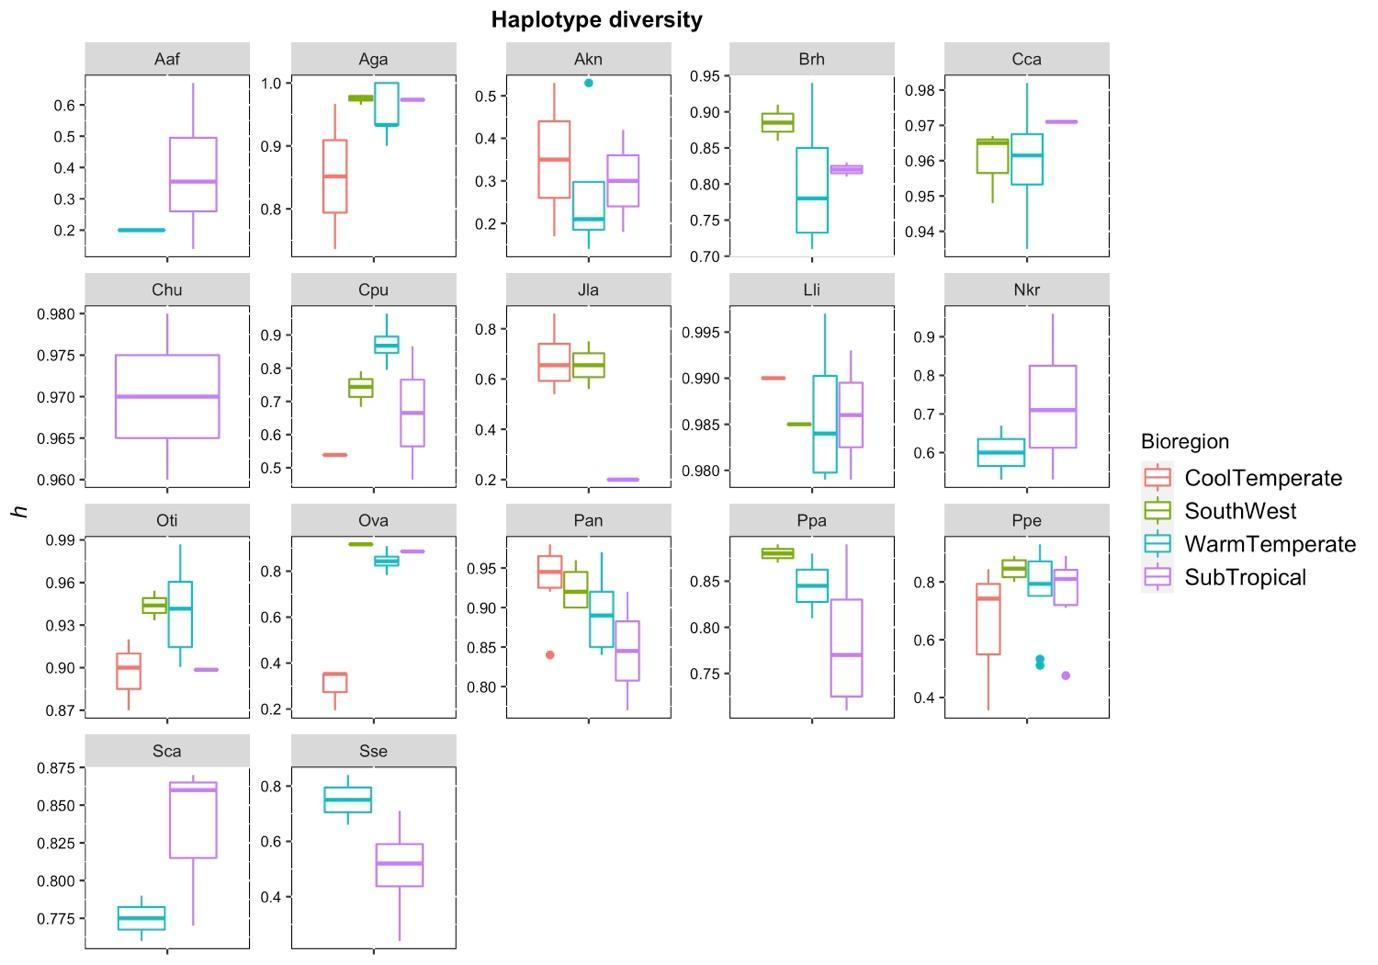 Haplotype diversity
Aaf Aga Akn Brh Cca
0.6 0.5 0.4 0.3 0.2
1.0 0.9 0.8
0.5 0.4 0.3 0.2
0.95 0.90 0.85 0.80 0.75 0.70
0.98 0.97 0.96 0.95 0.94
Chu Cpu Jla Lli Nkr
0.980 0.975 0.970 0.965 0.960
0.9 0.8 0.7 0.6 0.5
0.8 0.6 0.4 0.2
0.995 0.990 0.985 0.980
0.9 0.8 0.7 0.6
h
Oti Ova Pan Ppa Ppe
0.99 0.96 0.93 0.90 0.87
0.8 0.6 0.4 0.2
0.95 0.90 0.85 0.80
0.85 0.80 0.75
0.8 0.6 0.4
Sca Sse
0.875 0.850 0.825 0.800 0.775
0.8 0.6 0.4
Bioregion
CoolTemperate
SouthWest
WarmTemperate
SubTropical